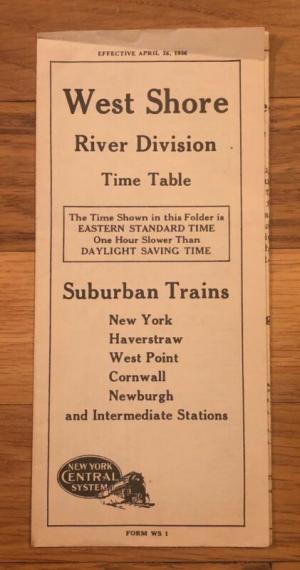 EFFECTIVE APRIL 26, 1936
West Shore
River Division
Time Table
The Time Shown in this Folder is
EASTERN STANDARD TIME
One Hour Slower Than
DAYLIGHT SAVING TIME
Suburban Trains
New York
Haverstraw
West Point
Cornwall
Newburgh
and Intermediate Stations
NEW YORK
CENTRAL
SYSTEM
FORM WS 1